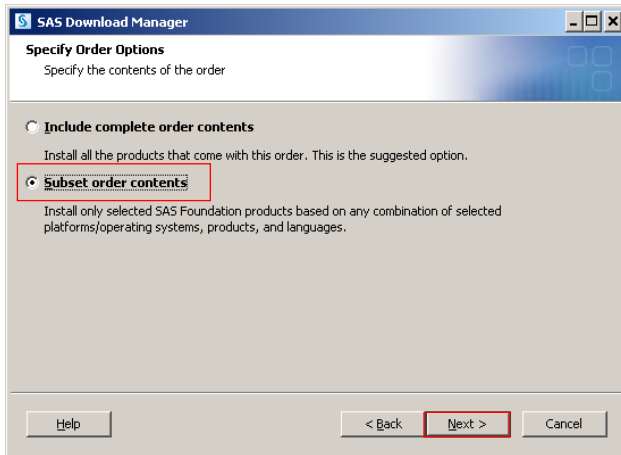 SAS Download Manager
Specify Order Options
Specify the contents of the order
Include complete order contents
Install all the products that come with this order. This is the suggested option.
Subset order contents
Install only selected SAS Foundation products based on any combination of selected
platforms/operating systems, products, and languages.
Help
< Back
Next >
Cancel